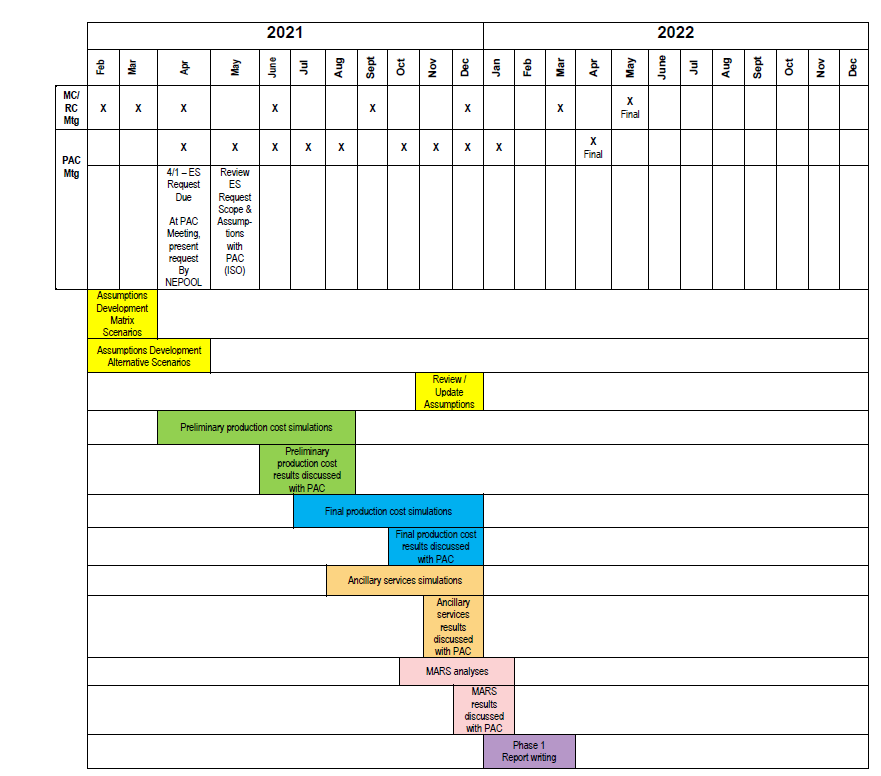 2021 2022
Feb Mar Apr May June Jul Aug Sept Oct Nov Dec Jan Feb Mar Apr May June Jul Aug Sept Oct Nov Dec
MC/
RC
Mtg
X X X X X X X X
Final
PAC
Mtg
X X X X X X X X X X
Final
4/1 – ES
Request
Due
At PAC
Meeting,
present
request
By
NEPOOL
Review
ES
Request
Scope &
Assump-
tions
with
PAC
(ISO)
Assumptions
Development
Matrix
Scenarios
Assumptions Development
Alternative Scenarios
Review /
Update
Assumptions
Preliminary production cost simulations
Preliminary
production cost
results discussed
with PAC
Final production cost simulations
Final production cost
results discussed
with PAC
Ancillary services simulations
Ancillary
services
results
discussed
with PAC
MARS analyses
MARS
results
discussed
with PAC
Phase 1
Report writing